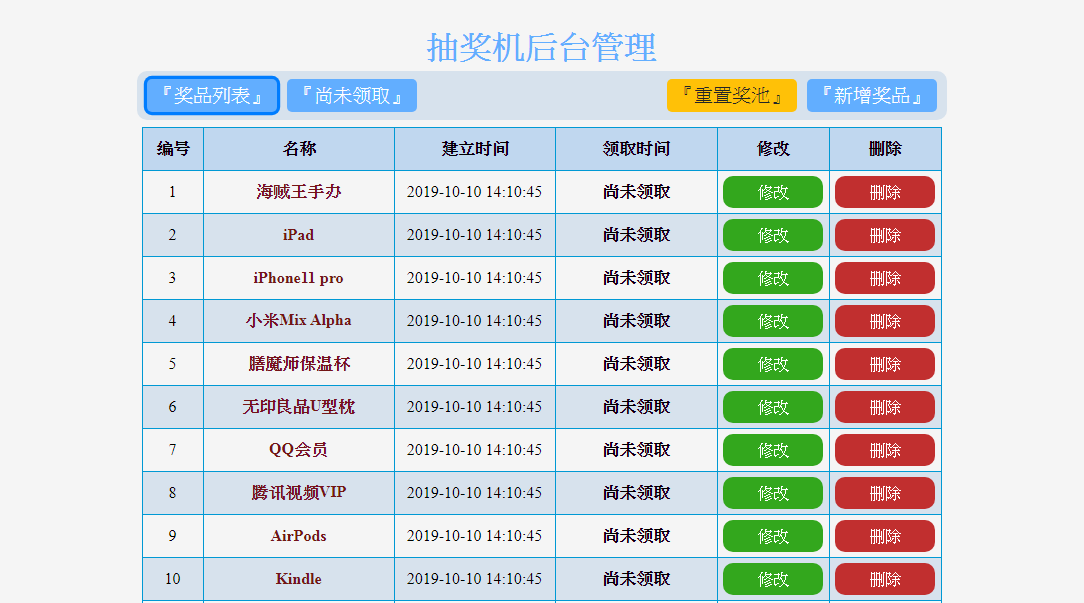 抽奖机后台管理
『奖品列表』 『尚未领取』 『重置奖池』 『新增奖品』
编号 名称 建立时间 领取时间 修改 删除
1 海贼王手办 2019-10-10 14:10:45 尚未领取 修改 删除
2 iPad 2019-10-10 14:10:45 尚未领取 修改 删除
3 iPhone11 pro 2019-10-10 14:10:45 尚未领取 修改 删除
4 小米Mix Alpha 2019-10-10 14:10:45 尚未领取 修改 删除
5 膳魔师保温杯 2019-10-10 14:10:45 尚未领取 修改 删除
6 无印良品U型枕 2019-10-10 14:10:45 尚未领取 修改 删除
7 QQ会员 2019-10-10 14:10:45 尚未领取 修改 删除
8 腾讯视频VIP 2019-10-10 14:10:45 尚未领取 修改 删除
9 AirPods 2019-10-10 14:10:45 尚未领取 修改 删除
10 Kindle 2019-10-10 14:10:45 尚未领取 修改 删除